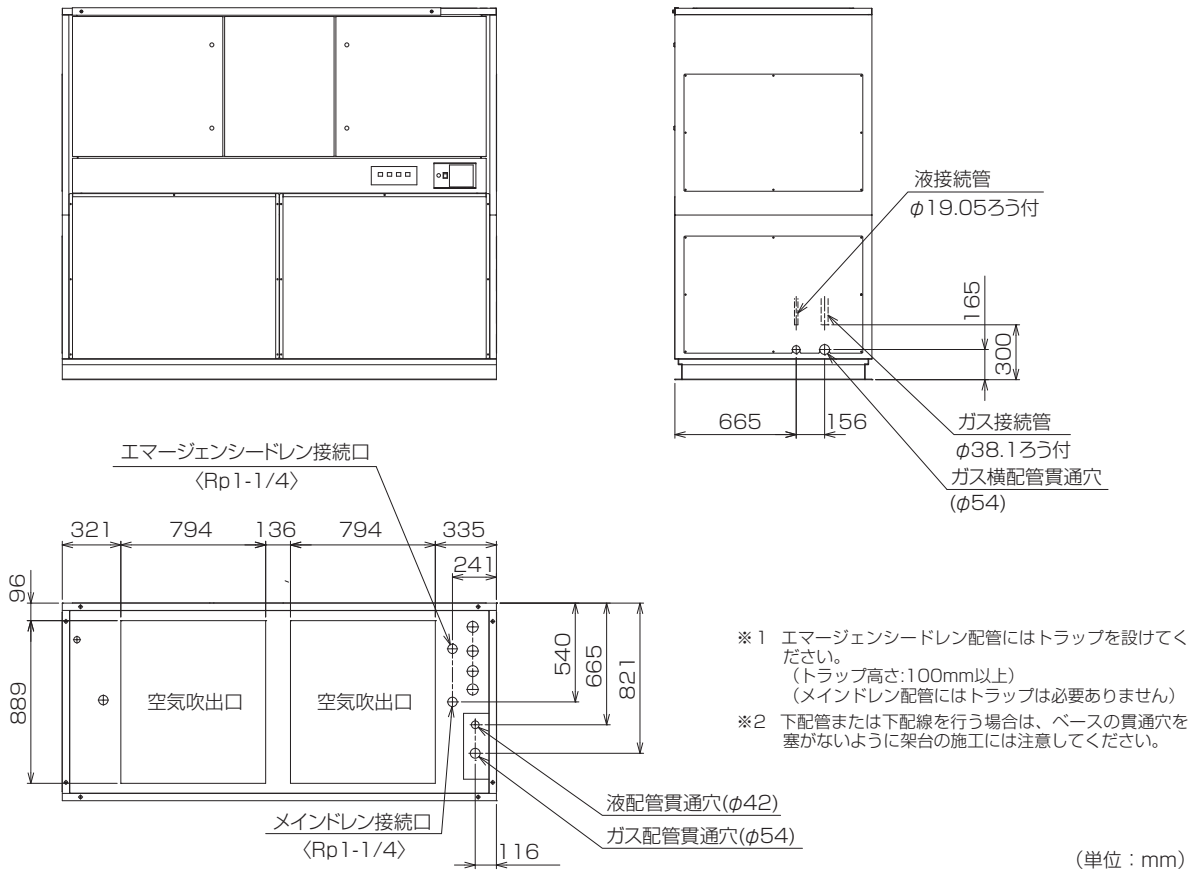 液接続管
φ19.05ろう付
165
300
665
156
ガス接続管
φ38.1ろう付
ガス横配管貫通穴
(φ54)
エマージェンシードレン接続口
〈Rp1-1/4〉
321
794
136
794
335
241
96
889
空気吹出口
空気吹出口
540
665
821
メインドレン接続口
〈Rp1-1/4〉
液配管貫通穴(φ42)
ガス配管貫通穴(φ54)
116
※1 エマージェンシードレン配管にはトラップを設けてく
ださい。
（トラップ高さ:100mm以上）
（メインドレン配管にはトラップは必要ありません）
※2 下配管または下配線を行う場合は、ベースの貫通穴を
塞がないように架台の施工には注意してください。
（単位：mm）